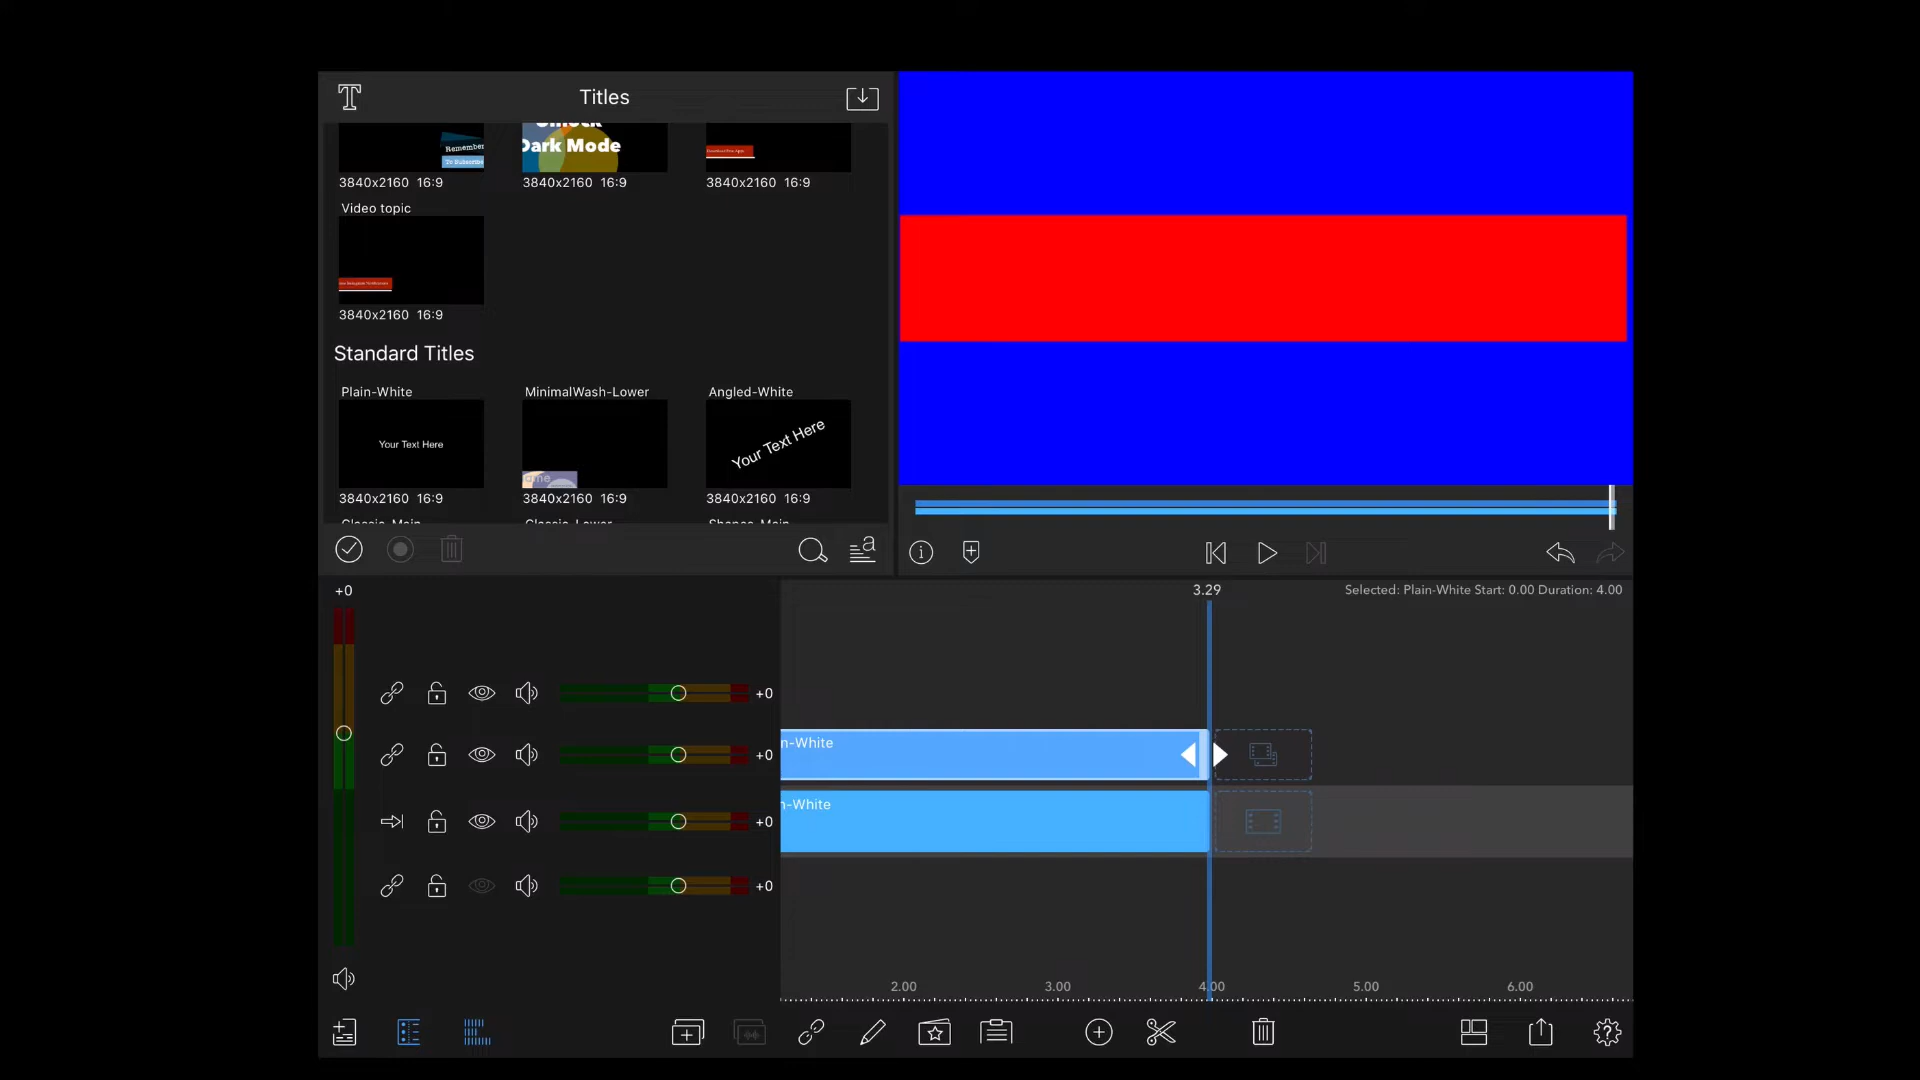 Titles
Remember
To Subscribe
Dark Mode
3840x2160 16:9
3840x2160 16:9
3840x2160 16:9
Video topic
3840x2160 16:9
Standard Titles
Plain-White
MinimalWash-Lower
Angled-White
Your Text Here
Your Text Here
3840x2160 16:9
3840x2160 16:9
3840x2160 16:9
+0
3.29
Selected: Plain-White Start: 0.00 Duration: 4.00
+0
n-White
+0
n-White
+0
+0
2.00
3.00
4.00
5.00
6.00